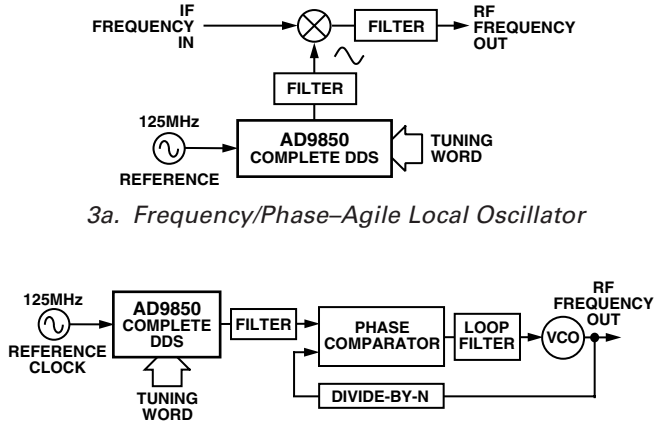 IF
FREQUENCY
IN
FILTER
RF
FREQUENCY
OUT
FILTER
125MHz
REFERENCE
AD9850
COMPLETE DDS
TUNING
WORD
3a. Frequency/Phase–Agile Local Oscillator
125MHz
REFERENCE
CLOCK
AD9850
COMPLETE
DDS
TUNING
WORD
FILTER
PHASE
COMPARATOR
LOOP
FILTER
VCO
RF
FREQUENCY
OUT
DIVIDE-BY-N